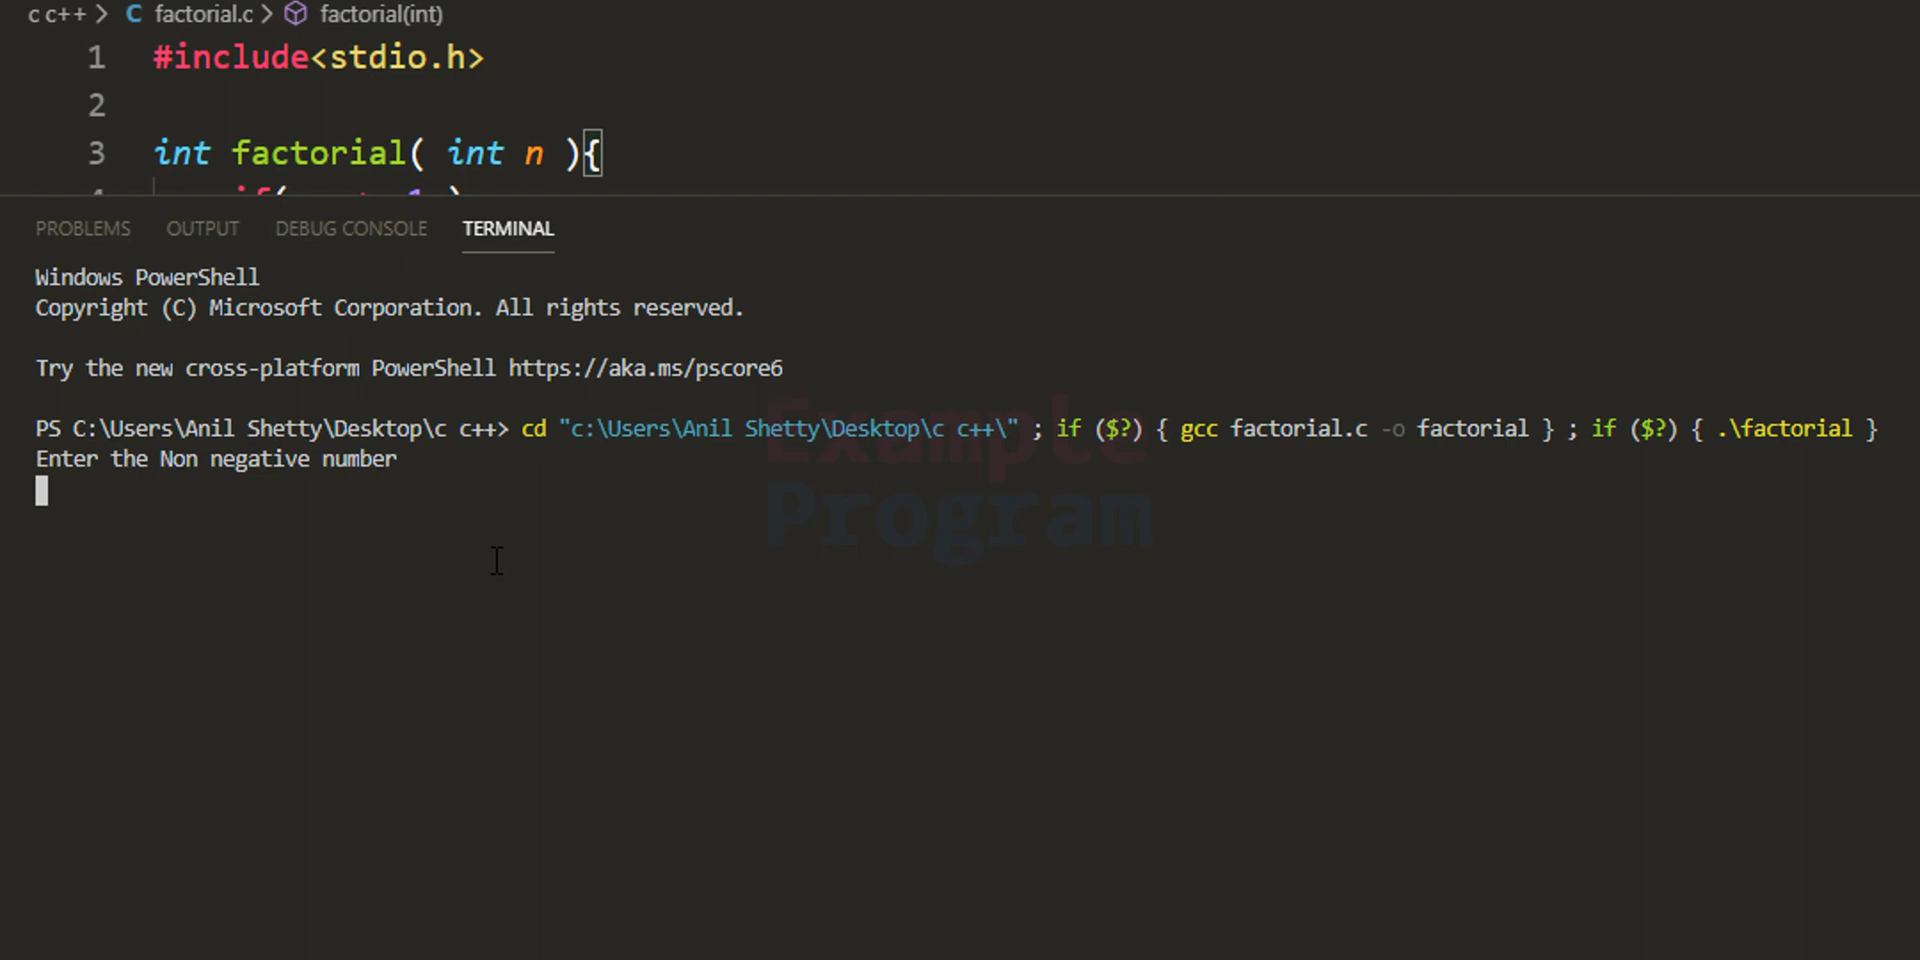 c c++ > C factorial.c > factorial(int)
1 #include<stdio.h>
2
3 int factorial( int n ){
PROBLEMS OUTPUT DEBUG CONSOLE TERMINAL
Windows PowerShell
Copyright (C) Microsoft Corporation. All rights reserved.
Try the new cross-platform PowerShell https://aka.ms/pscore6
PS C:\Users\Anil Shetty\Desktop\c c++> cd "c:\Users\Anil Shetty\Desktop\c c++\" ; if ($?) { gcc factorial.c -o factorial } ; if ($?) { .\factorial }
Enter the Non negative number
Example
Program